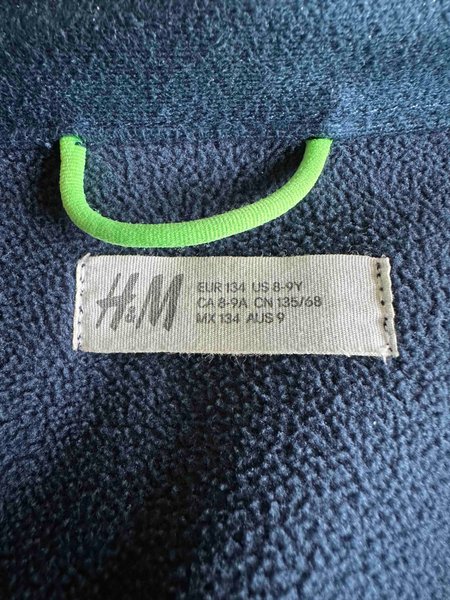 H&M
EUR 134 US 8-9Y
CA 8-9A CN 135/68
MX 134 AUS 9